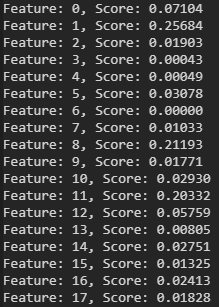 Feature: 0, Score: 0.07104
Feature: 1, Score: 0.25684
Feature: 2, Score: 0.01903
Feature: 3, Score: 0.00043
Feature: 4, Score: 0.00049
Feature: 5, Score: 0.03078
Feature: 6, Score: 0.00000
Feature: 7, Score: 0.01033
Feature: 8, Score: 0.21193
Feature: 9, Score: 0.01771
Feature: 10, Score: 0.02930
Feature: 11, Score: 0.20332
Feature: 12, Score: 0.05759
Feature: 13, Score: 0.00805
Feature: 14, Score: 0.02751
Feature: 15, Score: 0.01325
Feature: 16, Score: 0.02413
Feature: 17, Score: 0.01826